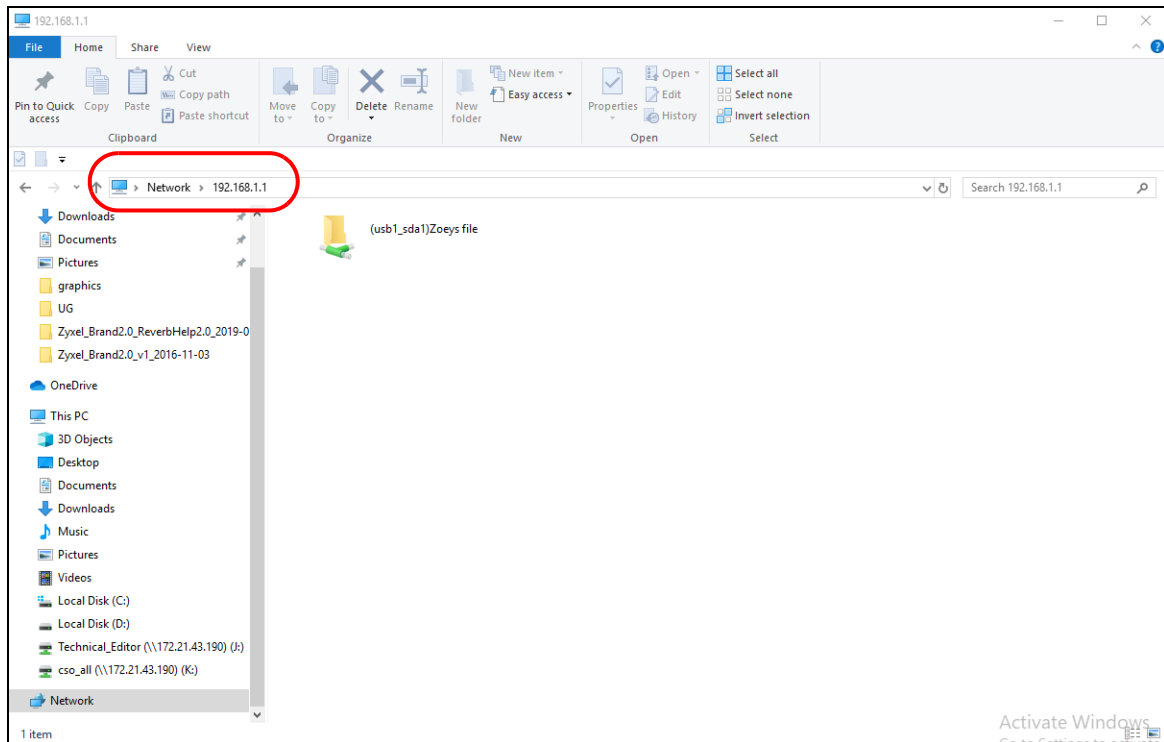 192.168.1.1
File Home Share View
Pin to Quick access
Copy
Paste
Cut
Copy path
Paste shortcut
Clipboard
Move to
Copy to
Delete
Rename
Organize
New folder
New item
Easy access
New
Properties
Open
Edit
History
Open
Select all
Select none
Invert selection
Select
Network > 192.168.1.1
Search 192.168.1.1
Downloads
Documents
Pictures
graphics
UG
Zyxel_Brand2.0_ReverbHelp2.0_2019-0
Zyxel_Brand2.0_v1_2016-11-03
OneDrive
This PC
3D Objects
Desktop
Documents
Downloads
Music
Pictures
Videos
Local Disk (C:)
Local Disk (D:)
Technical_Editor (\\172.21.43.190) (J:)
cso_all (\\172.21.43.190) (K:)
Network
(usb1_sda1)Zoeys file
1 item
Activate Windows